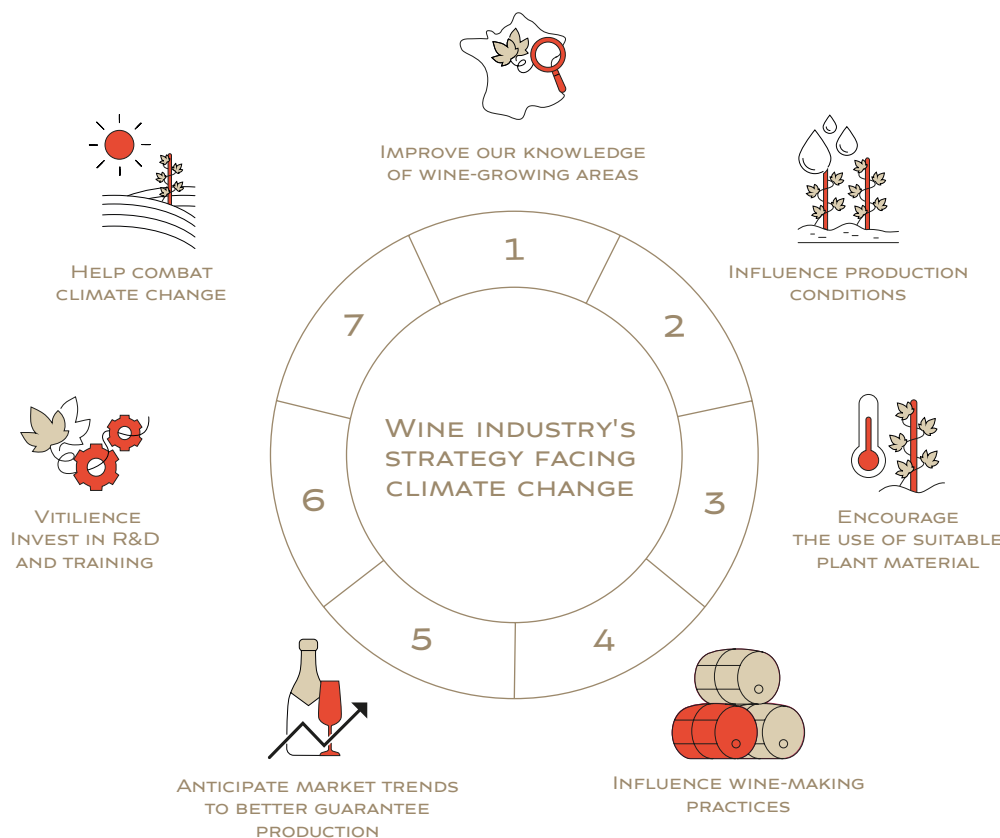 Improve our knowledge
of wine-growing areas
Help combat
climate change
Influence production
conditions
1
2
3
4
5
6
7
Wine industry's
strategy facing
climate change
Vitilience
Invest in R&D
and training
Encourage
the use of suitable
plant material
Anticipate market trends
to better guarantee
production
Influence wine-making
practices